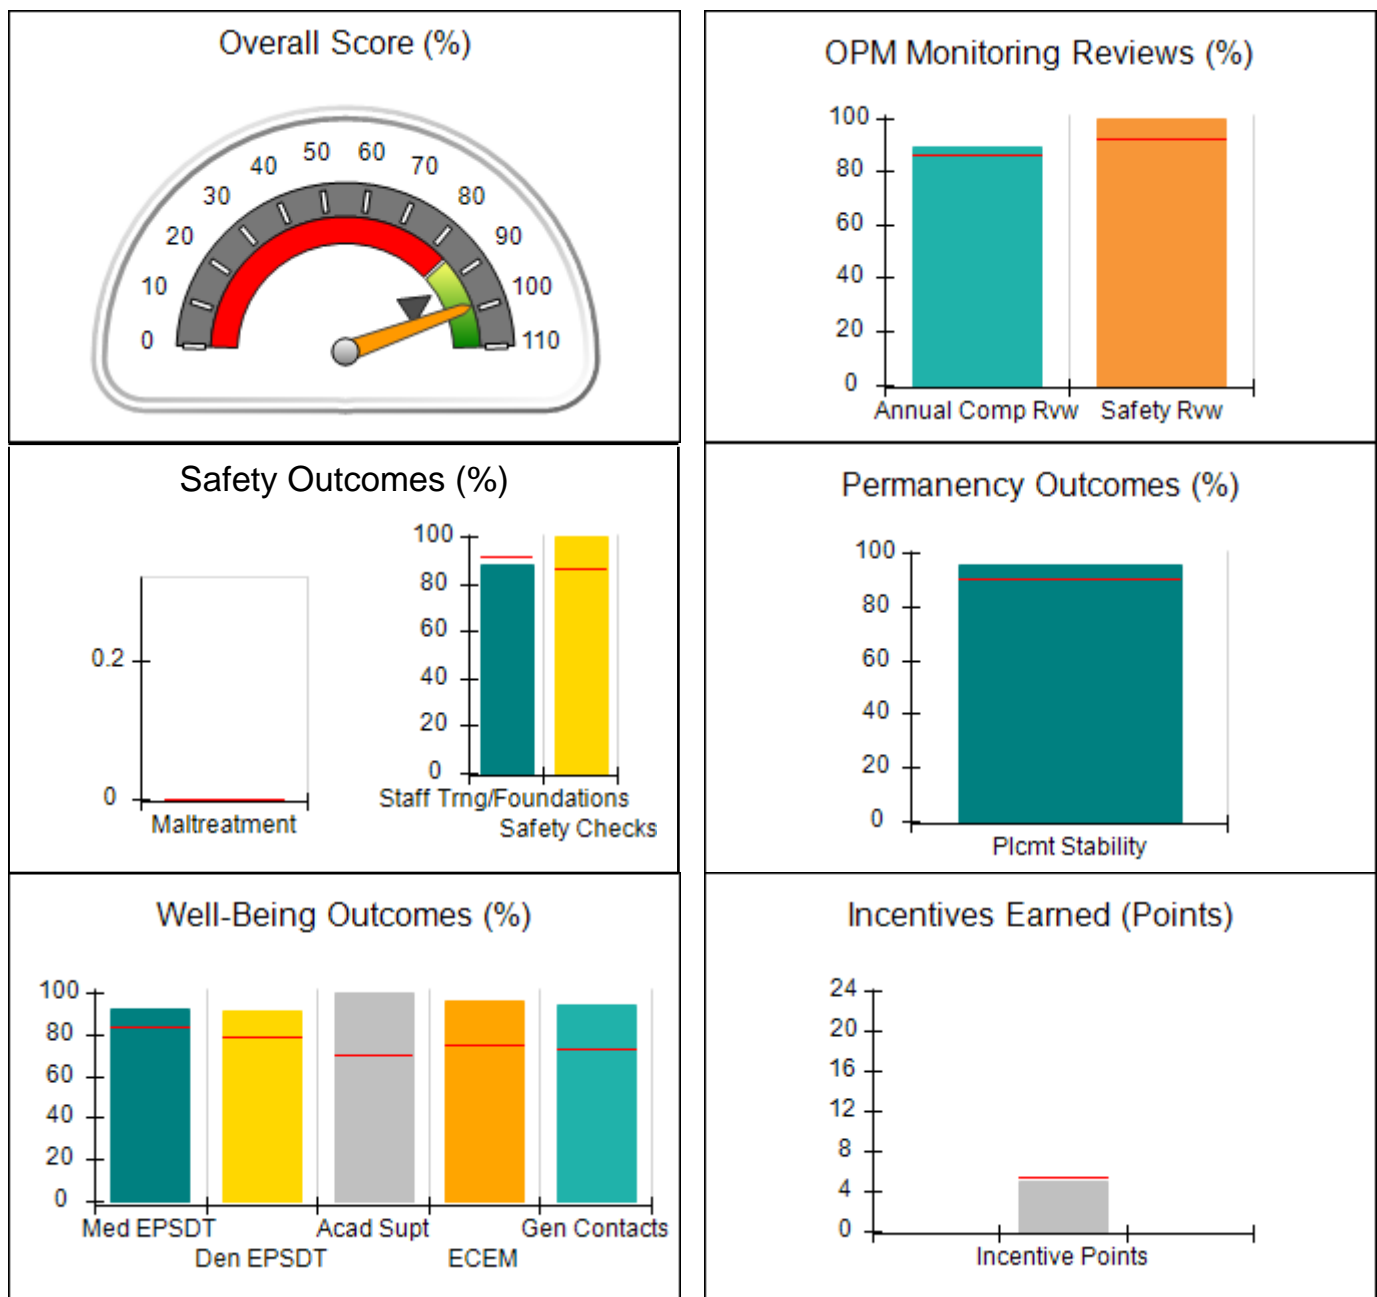 Overall Score (%)
0 10 20 30 40 50 60 70 80 90 100 110
OPM Monitoring Reviews (%)
100
80
60
40
20
0
Annual Comp Rvw Safety Rvw
Safety Outcomes (%)
0.2
0
Maltreatment
100
80
60
40
20
0
Staff Trng/Foundations
Safety Checks
Permanency Outcomes (%)
100
80
60
40
20
0
Plcmt Stability
Well-Being Outcomes (%)
100
80
60
40
20
0
Med EPSDT Acad Supt Gen Contacts
Den EPSDT ECEM
Incentives Earned (Points)
24
20
16
12
8
4
0
Incentive Points